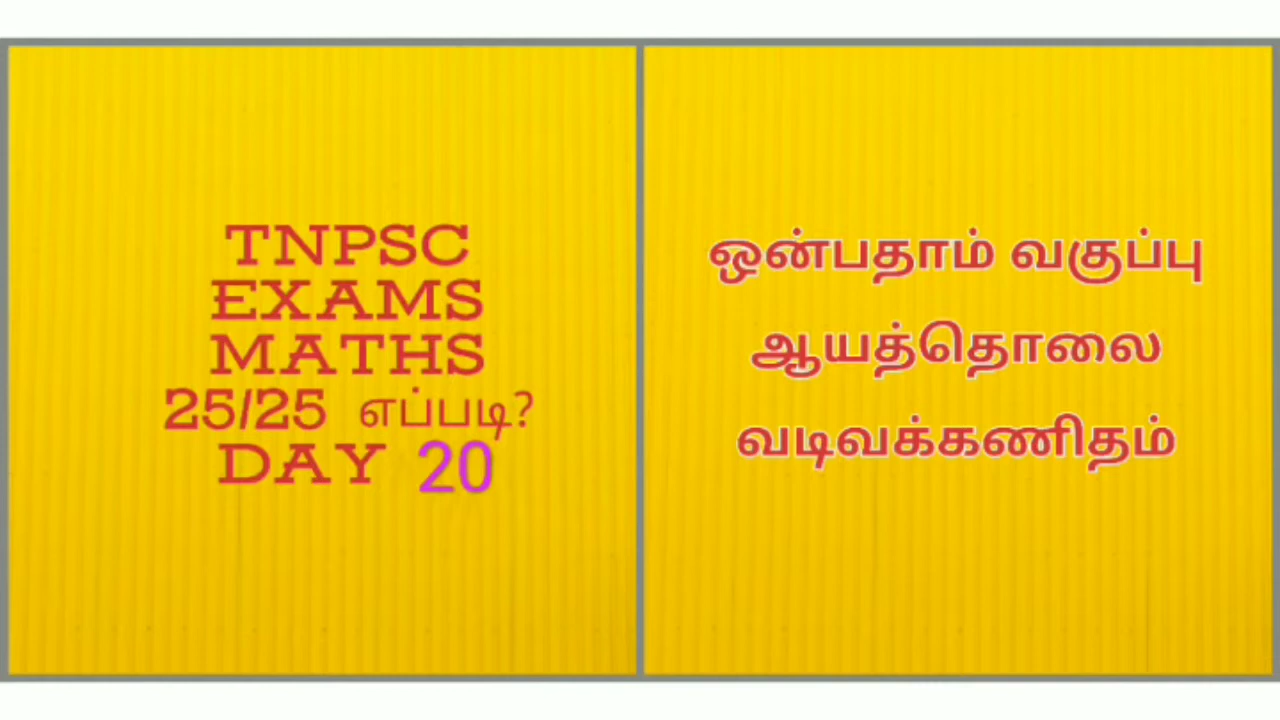 TNPSC
EXAMS
MATHS
25/25 எப்படி?
DAY 20
ஒன்பதாம் வகுப்பு
ஆயத்தொலை
வடிவக்கணிதம்